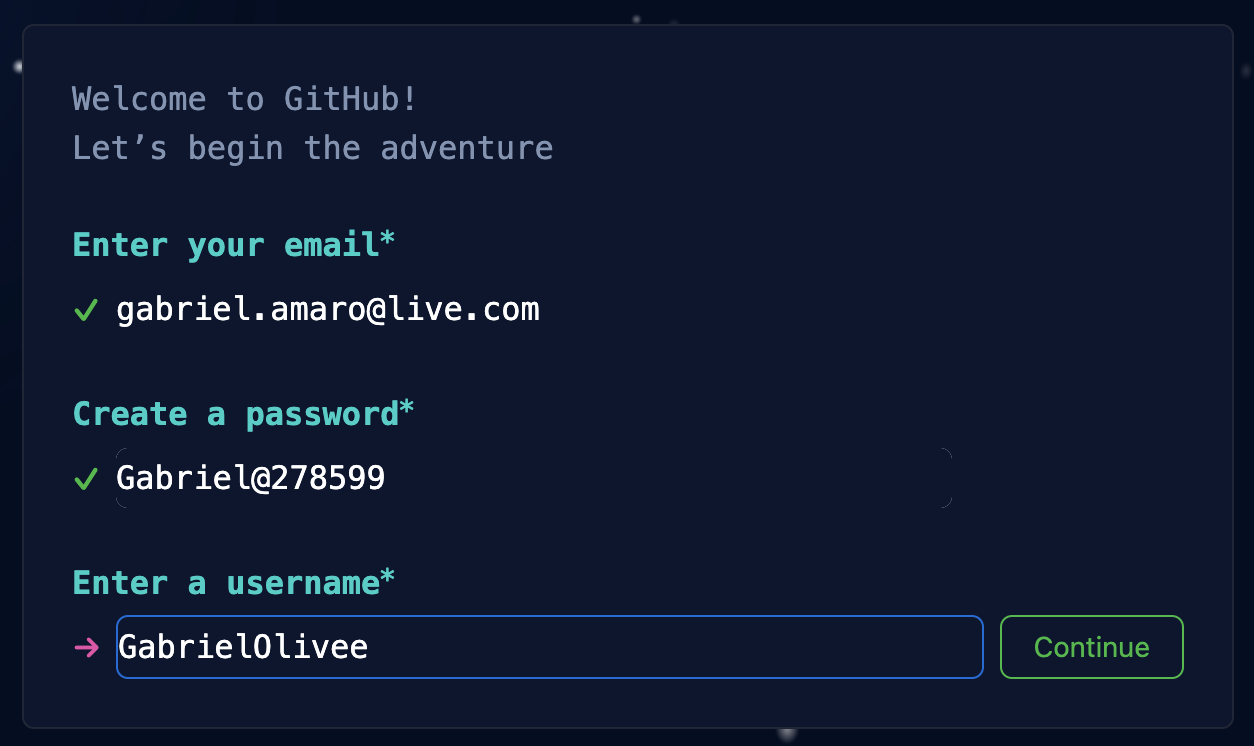 Welcome to GitHub!
Let’s begin the adventure
Enter your email*
✓ gabriel.amaro@live.com
Create a password*
✓ Gabriel@278599
Enter a username*
→ GabrielOlivee
Continue